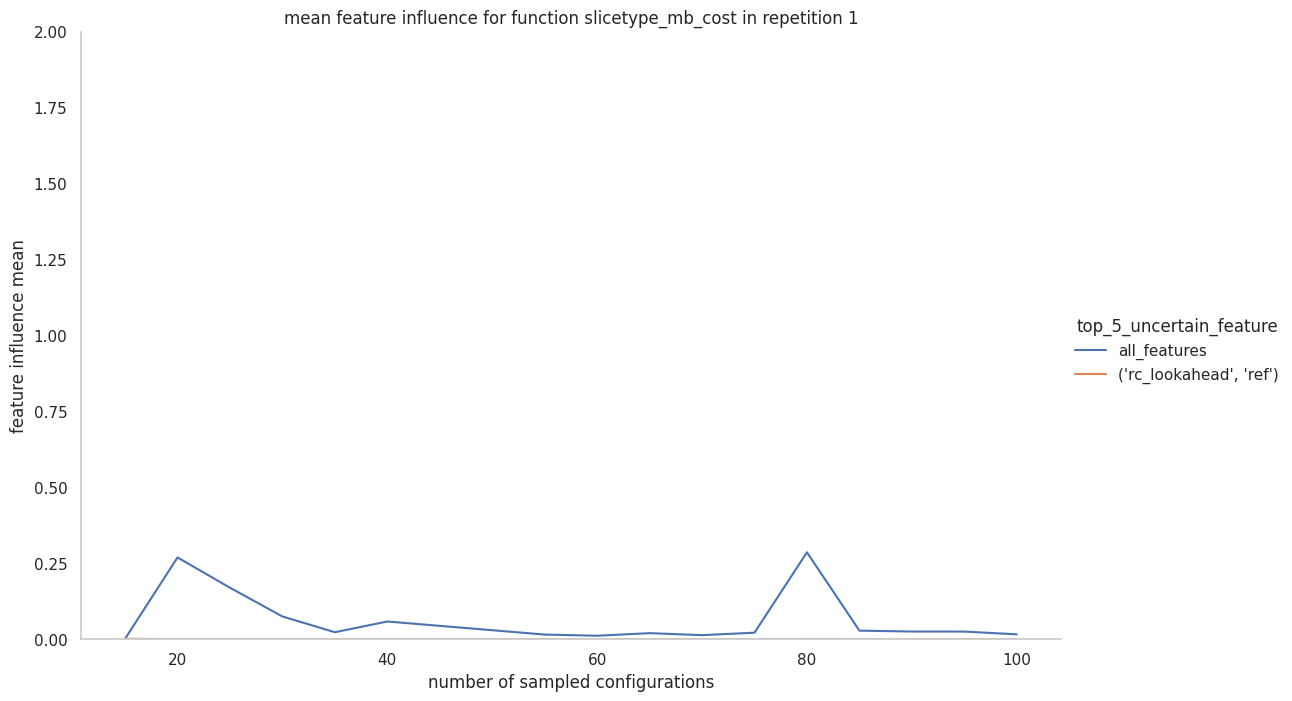 mean feature influence for function slicetype_mb_cost in repetition 1
2.00
1.75
1.50
1.25
1.00
0.75
0.50
0.25
0.00
feature influence mean
20 40 60 80 100
number of sampled configurations
top_5_uncertain_feature
all_features
('rc_lookahead', 'ref')